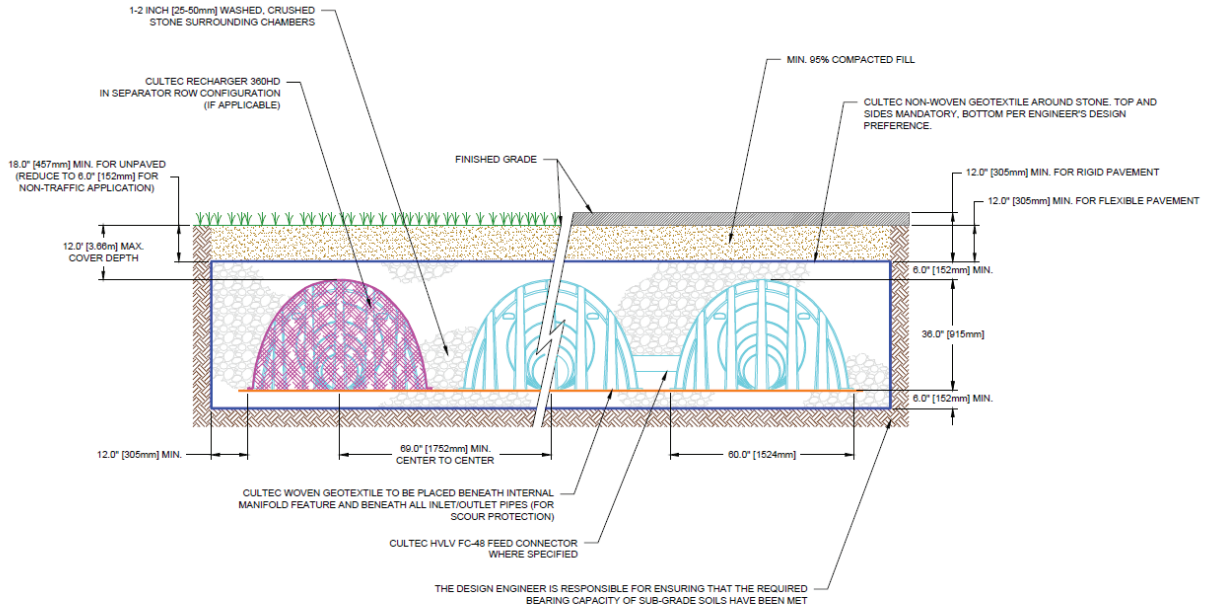 1-2 INCH [25-50mm] WASHED, CRUSHED
STONE SURROUNDING CHAMBERS
MIN. 95% COMPACTED FILL
CULTEC RECHARGER 360HD
IN SEPARATOR ROW CONFIGURATION
(IF APPLICABLE)
CULTEC NON-WOVEN GEOTEXTILE AROUND STONE. TOP AND
SIDES MANDATORY, BOTTOM PER ENGINEER'S DESIGN
PREFERENCE.
18.0" [457mm] MIN. FOR UNPAVED
(REDUCE TO 6.0" [152mm] FOR
NON-TRAFFIC APPLICATION)
FINISHED GRADE
12.0" [305mm] MIN. FOR RIGID PAVEMENT
12.0" [305mm] MIN. FOR FLEXIBLE PAVEMENT
12.0' [3.66m] MAX.
COVER DEPTH
6.0" [152mm] MIN.
36.0" [915mm]
6.0" [152mm] MIN.
12.0" [305mm] MIN.
69.0" [1752mm] MIN.
CENTER TO CENTER
60.0" [1524mm]
CULTEC WOVEN GEOTEXTILE TO BE PLACED BENEATH INTERNAL
MANIFOLD FEATURE AND BENEATH ALL INLET/OUTLET PIPES (FOR
SCOUR PROTECTION)
CULTEC HVLV FC-48 FEED CONNECTOR
WHERE SPECIFIED
THE DESIGN ENGINEER IS RESPONSIBLE FOR ENSURING THAT THE REQUIRED
BEARING CAPACITY OF SUB-GRADE SOILS HAVE BEEN MET